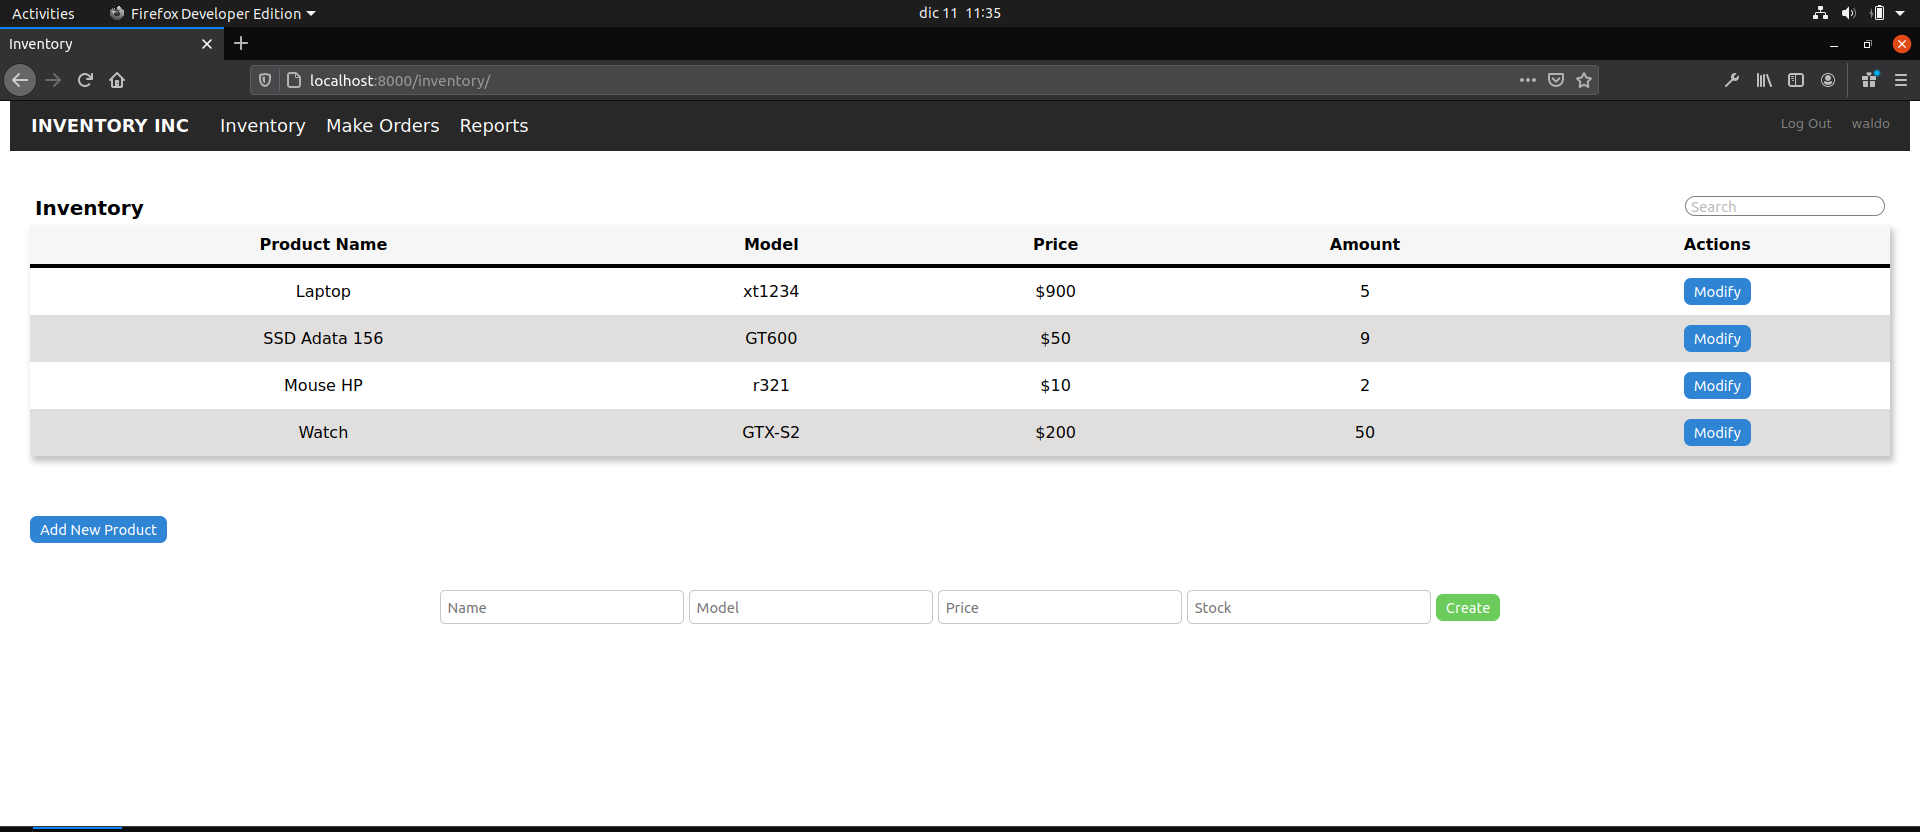 Activities Firefox Developer Edition dic 11 11:35
Inventory
localhost:8000/inventory/
INVENTORY INC Inventory Make Orders Reports Log Out waldo
Inventory Search
Product Name Model Price Amount Actions
Laptop xt1234 $900 5 Modify
SSD Adata 156 GT600 $50 9 Modify
Mouse HP r321 $10 2 Modify
Watch GTX-S2 $200 50 Modify
Add New Product
Name Model Price Stock Create